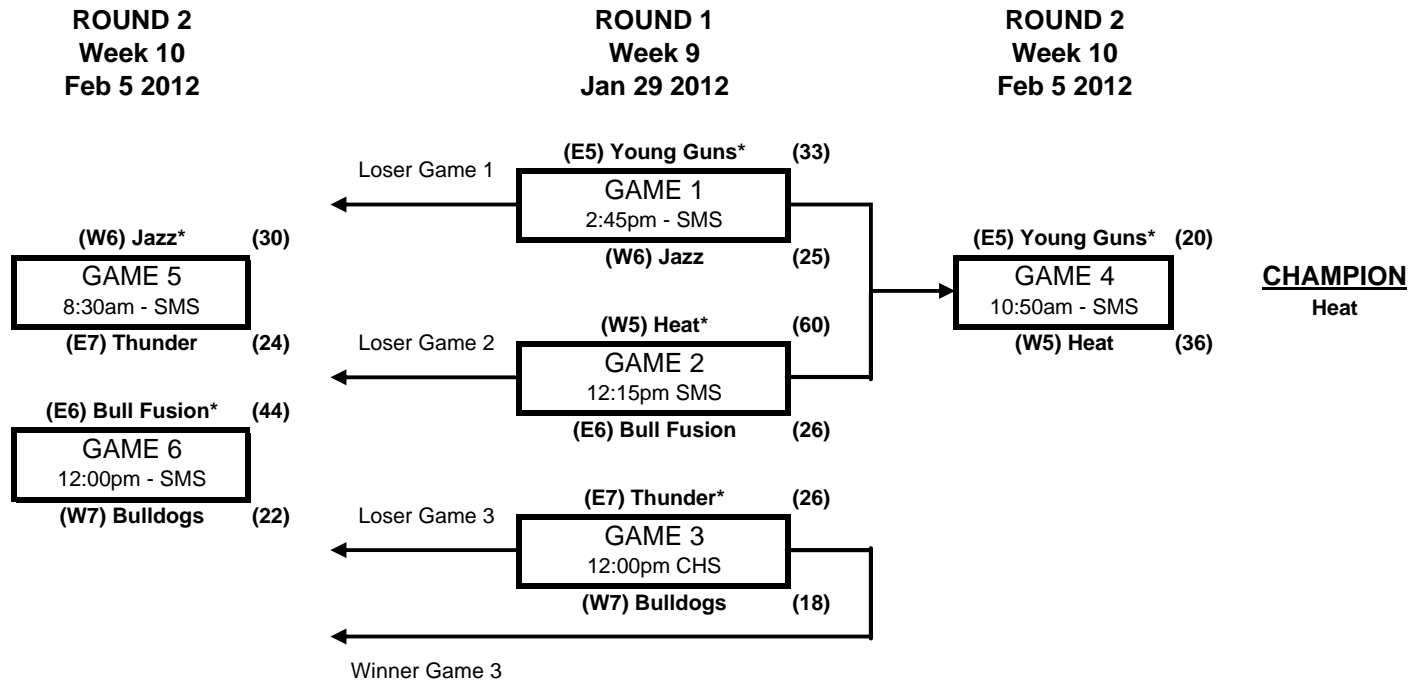 ROUND 2
Week 10
Feb 5 2012
ROUND 1
Week 9
Jan 29 2012
ROUND 2
Week 10
Feb 5 2012
(W6) Jazz* (30)
GAME 5
8:30am - SMS
(E7) Thunder (24)
(E6) Bull Fusion* (44)
GAME 6
12:00pm - SMS
(W7) Bulldogs (22)
Loser Game 1
Loser Game 2
Loser Game 3
Winner Game 3
(E5) Young Guns* (33)
GAME 1
2:45pm - SMS
(W6) Jazz (25)
(W5) Heat* (60)
GAME 2
12:15pm SMS
(E6) Bull Fusion (26)
(E7) Thunder* (26)
GAME 3
12:00pm CHS
(W7) Bulldogs (18)
(E5) Young Guns* (20)
GAME 4
10:50am - SMS
(W5) Heat (36)
CHAMPION
Heat